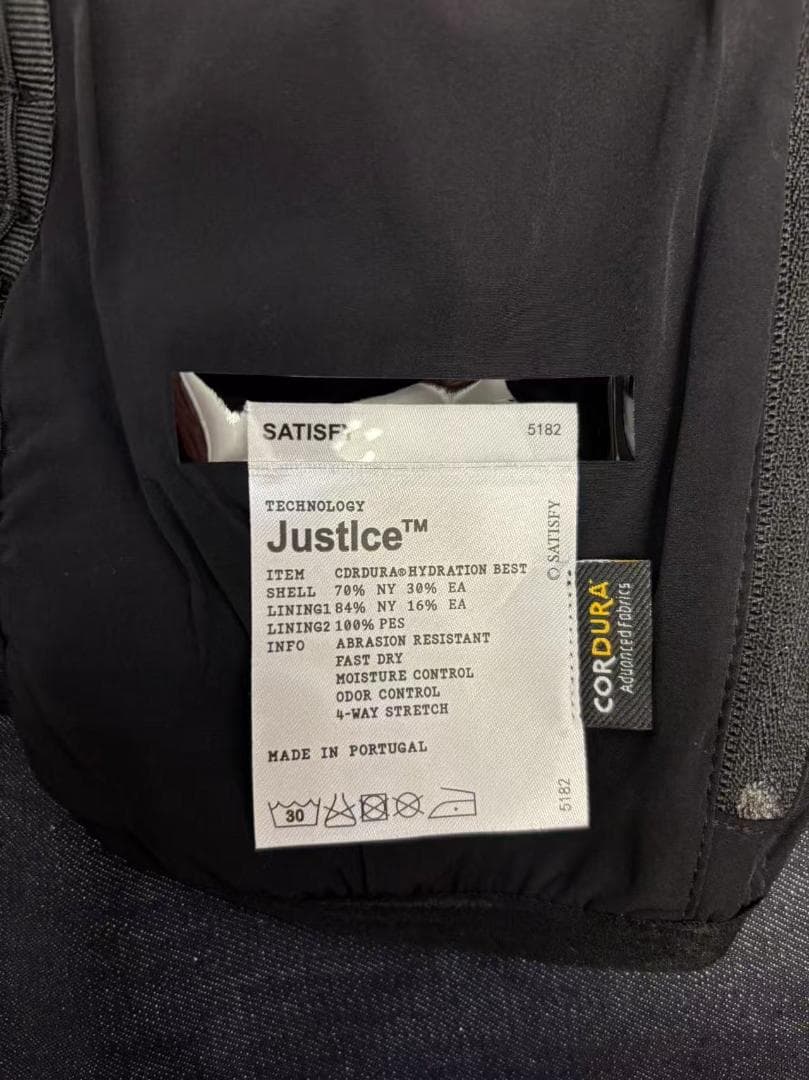 SATISFY
5182
TECHNOLOGY
JustIce™
ITEM CDRDURA®HYDRATION BEST
SHELL 70% NY 30% EA
LINING1 84% NY 16% EA
LINING2 100% PES
INFO ABRASION RESISTANT
FAST DRY
MOISTURE CONTROL
ODOR CONTROL
4-WAY STRETCH
MADE IN PORTUGAL
30
© SATISFY
5182
CORDURA
Advanced Fabrics